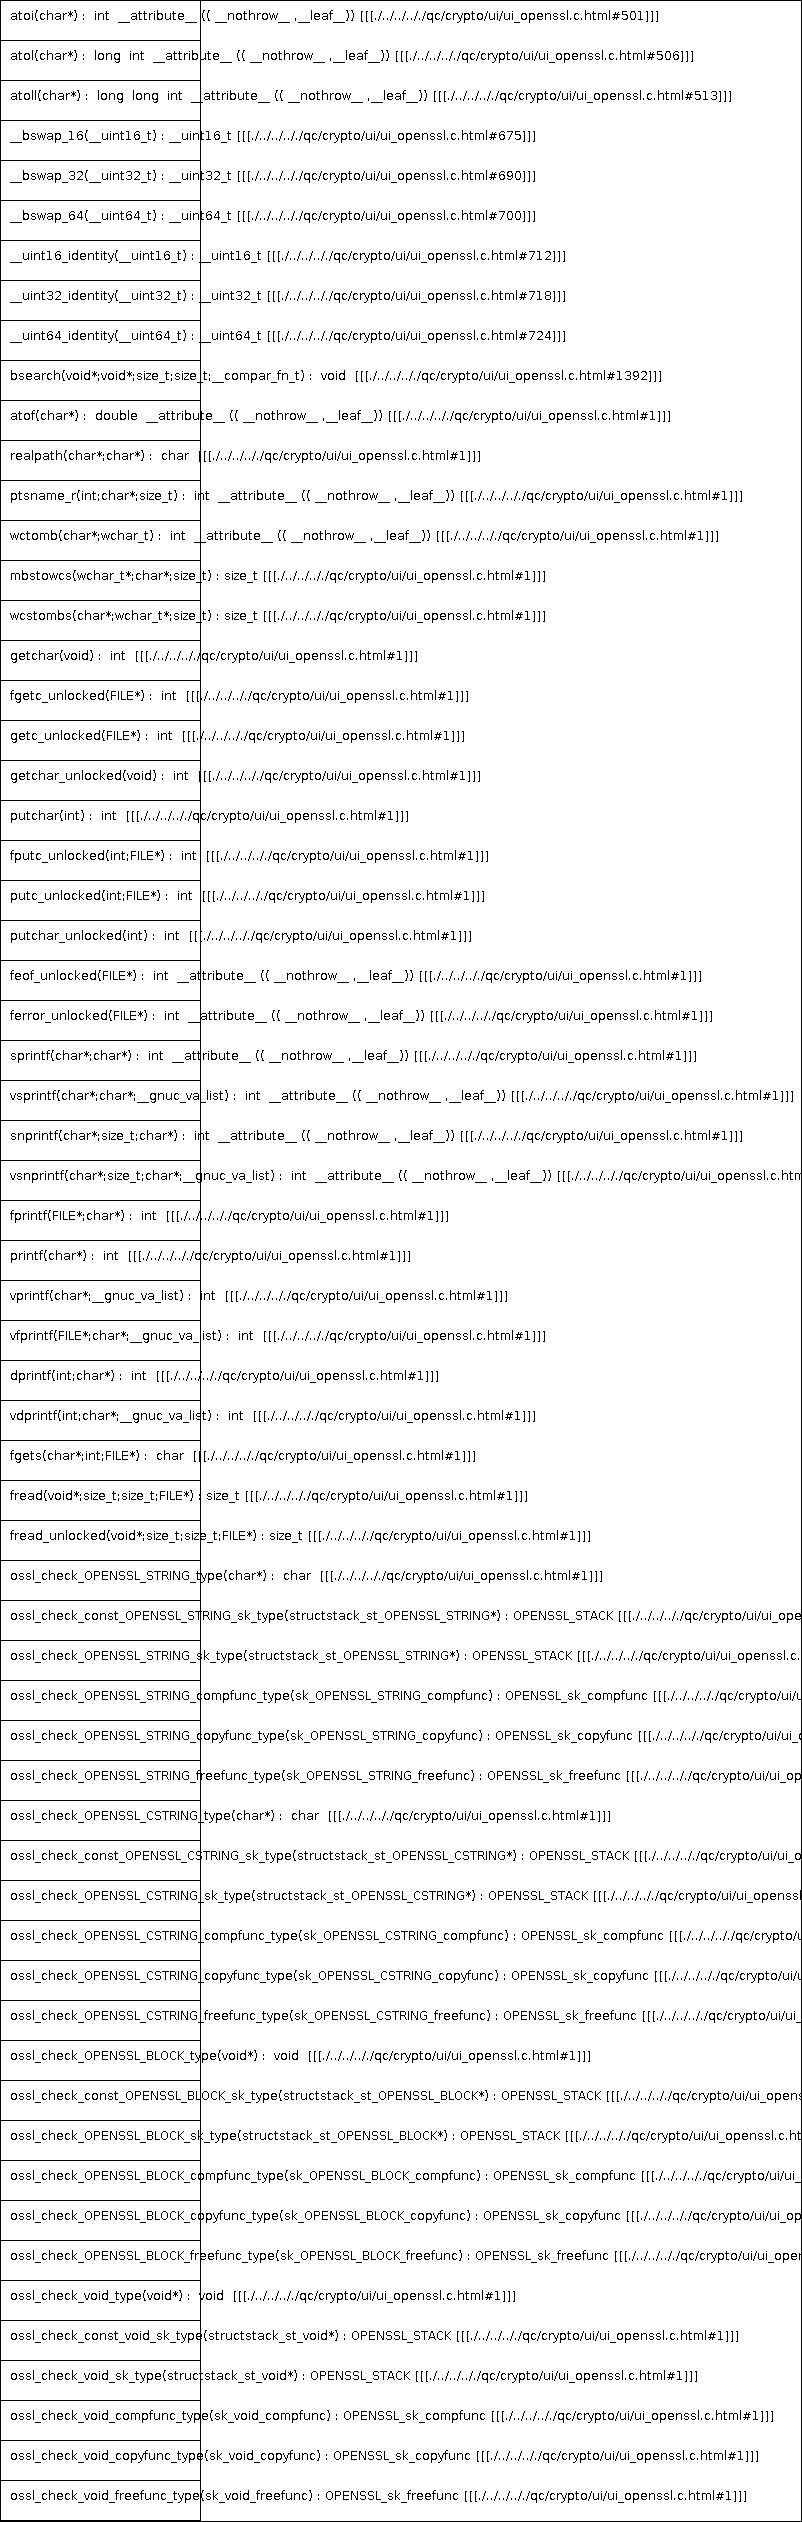 atoi(char*) :  int  __attribute__ (( __nothrow__ ,__leaf__)) [[[./../../../../qc/crypto/ui/ui_openssl.c.html#501]]]
atol(char*) :  long  int  __attribute__ (( __nothrow__ ,__leaf__)) [[[./../../../../qc/crypto/ui/ui_openssl.c.html#506]]]
atoll(char*) :  long  long  int  __attribute__ (( __nothrow__ ,__leaf__)) [[[./../../../../qc/crypto/ui/ui_openssl.c.html#513]]]
__bswap_16(__uint16_t) : __uint16_t [[[./../../../../qc/crypto/ui/ui_openssl.c.html#675]]]
__bswap_32(__uint32_t) : __uint32_t [[[./../../../../qc/crypto/ui/ui_openssl.c.html#690]]]
__bswap_64(__uint64_t) : __uint64_t [[[./../../../../qc/crypto/ui/ui_openssl.c.html#700]]]
__uint16_identity(__uint16_t) : __uint16_t [[[./../../../../qc/crypto/ui/ui_openssl.c.html#712]]]
__uint32_identity(__uint32_t) : __uint32_t [[[./../../../../qc/crypto/ui/ui_openssl.c.html#718]]]
__uint64_identity(__uint64_t) : __uint64_t [[[./../../../../qc/crypto/ui/ui_openssl.c.html#724]]]
bsearch(void*;void*;size_t;size_t;__compar_fn_t) :  void  [[[./../../../../qc/crypto/ui/ui_openssl.c.html#1392]]]
atof(char*) :  double  __attribute__ (( __nothrow__ ,__leaf__)) [[[./../../../../qc/crypto/ui/ui_openssl.c.html#1]]]
realpath(char*;char*) :  char  [[[./../../../../qc/crypto/ui/ui_openssl.c.html#1]]]
ptsname_r(int;char*;size_t) :  int  __attribute__ (( __nothrow__ ,__leaf__)) [[[./../../../../qc/crypto/ui/ui_openssl.c.html#1]]]
wctomb(char*;wchar_t) :  int  __attribute__ (( __nothrow__ ,__leaf__)) [[[./../../../../qc/crypto/ui/ui_openssl.c.html#1]]]
mbstowcs(wchar_t*;char*;size_t) : size_t [[[./../../../../qc/crypto/ui/ui_openssl.c.html#1]]]
wcstombs(char*;wchar_t*;size_t) : size_t [[[./../../../../qc/crypto/ui/ui_openssl.c.html#1]]]
getchar(void) :  int  [[[./../../../../qc/crypto/ui/ui_openssl.c.html#1]]]
fgetc_unlocked(FILE*) :  int  [[[./../../../../qc/crypto/ui/ui_openssl.c.html#1]]]
getc_unlocked(FILE*) :  int  [[[./../../../../qc/crypto/ui/ui_openssl.c.html#1]]]
getchar_unlocked(void) :  int  [[[./../../../../qc/crypto/ui/ui_openssl.c.html#1]]]
putchar(int) :  int  [[[./../../../../qc/crypto/ui/ui_openssl.c.html#1]]]
fputc_unlocked(int;FILE*) :  int  [[[./../../../../qc/crypto/ui/ui_openssl.c.html#1]]]
putc_unlocked(int;FILE*) :  int  [[[./../../../../qc/crypto/ui/ui_openssl.c.html#1]]]
putchar_unlocked(int) :  int  [[[./../../../../qc/crypto/ui/ui_openssl.c.html#1]]]
feof_unlocked(FILE*) :  int  __attribute__ (( __nothrow__ ,__leaf__)) [[[./../../../../qc/crypto/ui/ui_openssl.c.html#1]]]
ferror_unlocked(FILE*) :  int  __attribute__ (( __nothrow__ ,__leaf__)) [[[./../../../../qc/crypto/ui/ui_openssl.c.html#1]]]
sprintf(char*;char*) :  int  __attribute__ (( __nothrow__ ,__leaf__)) [[[./../../../../qc/crypto/ui/ui_openssl.c.html#1]]]
vsprintf(char*;char*;__gnuc_va_list) :  int  __attribute__ (( __nothrow__ ,__leaf__)) [[[./../../../../qc/crypto/ui/ui_openssl.c.html#1]]]
snprintf(char*;size_t;char*) :  int  __attribute__ (( __nothrow__ ,__leaf__)) [[[./../../../../qc/crypto/ui/ui_openssl.c.html#1]]]
vsnprintf(char*;size_t;char*;__gnuc_va_list) :  int  __attribute__ (( __nothrow__ ,__leaf__)) [[[./../../../../qc/crypto/ui/ui_openssl.c.htm
fprintf(FILE*;char*) :  int  [[[./../../../../qc/crypto/ui/ui_openssl.c.html#1]]]
printf(char*) :  int  [[[./../../../../qc/crypto/ui/ui_openssl.c.html#1]]]
vprintf(char*;__gnuc_va_list) :  int  [[[./../../../../qc/crypto/ui/ui_openssl.c.html#1]]]
vfprintf(FILE*;char*;__gnuc_va_list) :  int  [[[./../../../../qc/crypto/ui/ui_openssl.c.html#1]]]
dprintf(int;char*) :  int  [[[./../../../../qc/crypto/ui/ui_openssl.c.html#1]]]
vdprintf(int;char*;__gnuc_va_list) :  int  [[[./../../../../qc/crypto/ui/ui_openssl.c.html#1]]]
fgets(char*;int;FILE*) :  char  [[[./../../../../qc/crypto/ui/ui_openssl.c.html#1]]]
fread(void*;size_t;size_t;FILE*) : size_t [[[./../../../../qc/crypto/ui/ui_openssl.c.html#1]]]
fread_unlocked(void*;size_t;size_t;FILE*) : size_t [[[./../../../../qc/crypto/ui/ui_openssl.c.html#1]]]
ossl_check_OPENSSL_STRING_type(char*) :  char  [[[./../../../../qc/crypto/ui/ui_openssl.c.html#1]]]
ossl_check_const_OPENSSL_STRING_sk_type(structstack_st_OPENSSL_STRING*) : OPENSSL_STACK [[[./../../../../qc/crypto/ui/ui_ope
ossl_check_OPENSSL_STRING_sk_type(structstack_st_OPENSSL_STRING*) : OPENSSL_STACK [[[./../../../../qc/crypto/ui/ui_openssl.c.
ossl_check_OPENSSL_STRING_compfunc_type(sk_OPENSSL_STRING_compfunc) : OPENSSL_sk_compfunc [[[./../../../../qc/crypto/ui/u
ossl_check_OPENSSL_STRING_copyfunc_type(sk_OPENSSL_STRING_copyfunc) : OPENSSL_sk_copyfunc [[[./../../../../qc/crypto/ui/ui_o
ossl_check_OPENSSL_STRING_freefunc_type(sk_OPENSSL_STRING_freefunc) : OPENSSL_sk_freefunc [[[./../../../../qc/crypto/ui/ui_op
ossl_check_OPENSSL_CSTRING_type(char*) :  char  [[[./../../../../qc/crypto/ui/ui_openssl.c.html#1]]]
ossl_check_const_OPENSSL_CSTRING_sk_type(structstack_st_OPENSSL_CSTRING*) : OPENSSL_STACK [[[./../../../../qc/crypto/ui/ui_o
ossl_check_OPENSSL_CSTRING_sk_type(structstack_st_OPENSSL_CSTRING*) : OPENSSL_STACK [[[./../../../../qc/crypto/ui/ui_openssl
ossl_check_OPENSSL_CSTRING_compfunc_type(sk_OPENSSL_CSTRING_compfunc) : OPENSSL_sk_compfunc [[[./../../../../qc/crypto/u
ossl_check_OPENSSL_CSTRING_copyfunc_type(sk_OPENSSL_CSTRING_copyfunc) : OPENSSL_sk_copyfunc [[[./../../../../qc/crypto/ui/u
ossl_check_OPENSSL_CSTRING_freefunc_type(sk_OPENSSL_CSTRING_freefunc) : OPENSSL_sk_freefunc [[[./../../../../qc/crypto/ui/ui_
ossl_check_OPENSSL_BLOCK_type(void*) :  void  [[[./../../../../qc/crypto/ui/ui_openssl.c.html#1]]]
ossl_check_const_OPENSSL_BLOCK_sk_type(structstack_st_OPENSSL_BLOCK*) : OPENSSL_STACK [[[./../../../../qc/crypto/ui/ui_opens
ossl_check_OPENSSL_BLOCK_sk_type(structstack_st_OPENSSL_BLOCK*) : OPENSSL_STACK [[[./../../../../qc/crypto/ui/ui_openssl.c.ht
ossl_check_OPENSSL_BLOCK_compfunc_type(sk_OPENSSL_BLOCK_compfunc) : OPENSSL_sk_compfunc [[[./../../../../qc/crypto/ui/ui_
ossl_check_OPENSSL_BLOCK_copyfunc_type(sk_OPENSSL_BLOCK_copyfunc) : OPENSSL_sk_copyfunc [[[./../../../../qc/crypto/ui/ui_op
ossl_check_OPENSSL_BLOCK_freefunc_type(sk_OPENSSL_BLOCK_freefunc) : OPENSSL_sk_freefunc [[[./../../../../qc/crypto/ui/ui_open
ossl_check_void_type(void*) :  void  [[[./../../../../qc/crypto/ui/ui_openssl.c.html#1]]]
ossl_check_const_void_sk_type(structstack_st_void*) : OPENSSL_STACK [[[./../../../../qc/crypto/ui/ui_openssl.c.html#1]]]
ossl_check_void_sk_type(structstack_st_void*) : OPENSSL_STACK [[[./../../../../qc/crypto/ui/ui_openssl.c.html#1]]]
ossl_check_void_compfunc_type(sk_void_compfunc) : OPENSSL_sk_compfunc [[[./../../../../qc/crypto/ui/ui_openssl.c.html#1]]]
ossl_check_void_copyfunc_type(sk_void_copyfunc) : OPENSSL_sk_copyfunc [[[./../../../../qc/crypto/ui/ui_openssl.c.html#1]]]
ossl_check_void_freefunc_type(sk_void_freefunc) : OPENSSL_sk_freefunc [[[./../../../../qc/crypto/ui/ui_openssl.c.html#1]]]